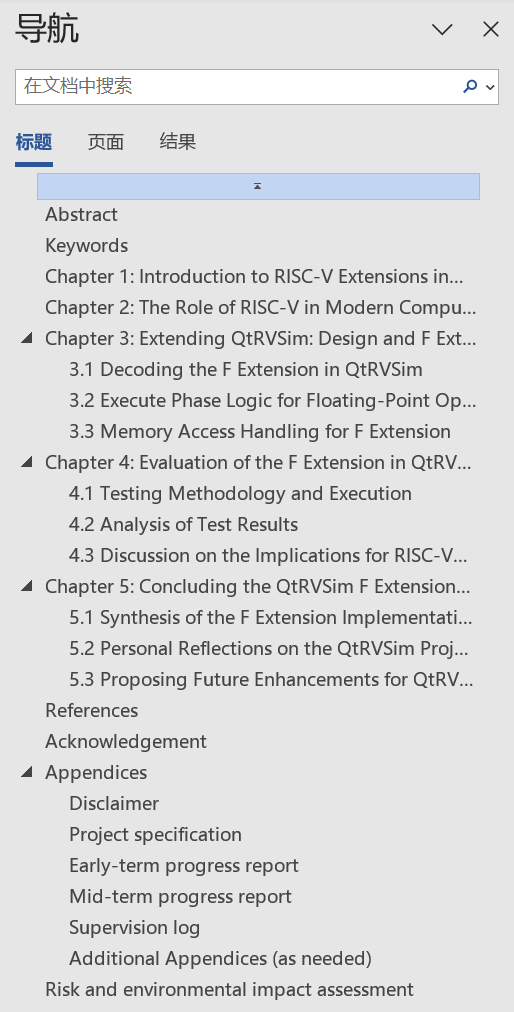 导航
在文档中搜索
标题 页面 结果
Abstract
Keywords
Chapter 1: Introduction to RISC-V Extensions in...
Chapter 2: The Role of RISC-V in Modern Compu...
Chapter 3: Extending QtRVSim: Design and F Ext...
3.1 Decoding the F Extension in QtRVSim
3.2 Execute Phase Logic for Floating-Point Op...
3.3 Memory Access Handling for F Extension
Chapter 4: Evaluation of the F Extension in QtRV...
4.1 Testing Methodology and Execution
4.2 Analysis of Test Results
4.3 Discussion on the Implications for RISC-V...
Chapter 5: Concluding the QtRVSim F Extension...
5.1 Synthesis of the F Extension Implementati...
5.2 Personal Reflections on the QtRVSim Proj...
5.3 Proposing Future Enhancements for QtRV...
References
Acknowledgement
Appendices
Disclaimer
Project specification
Early-term progress report
Mid-term progress report
Supervision log
Additional Appendices (as needed)
Risk and environmental impact assessment